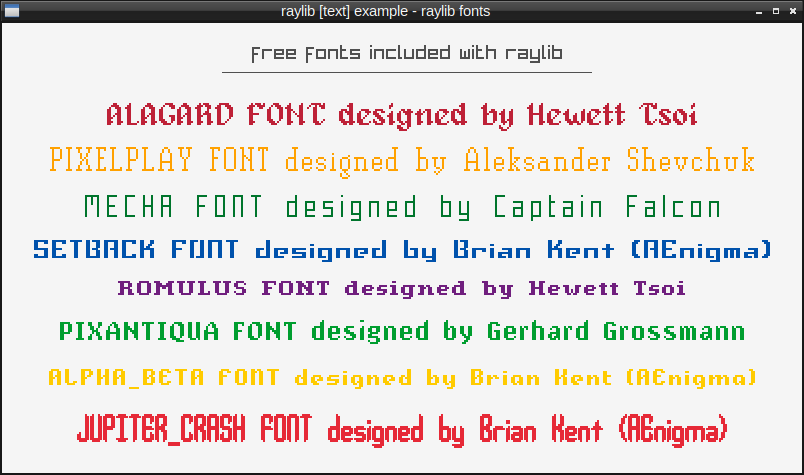 raylib [text] example - raylib fonts
free fonts included with raylib
ALAGARD FONT designed by Hewett Tsoi
PIXELPLAY FONT designed by Aleksander Shevchuk
MECHA FONT designed by Captain Falcon
SETBACK FONT designed by Brian Kent (AEnigma)
ROMULUS FONT designed by Hewett Tsoi
PIXANTIQUA FONT designed by Gerhard Grossmann
ALPHA_BETA FONT designed by Brian Kent (AEnigma)
JUPITER_CRASH FONT designed by Brian Kent (AEnigma)